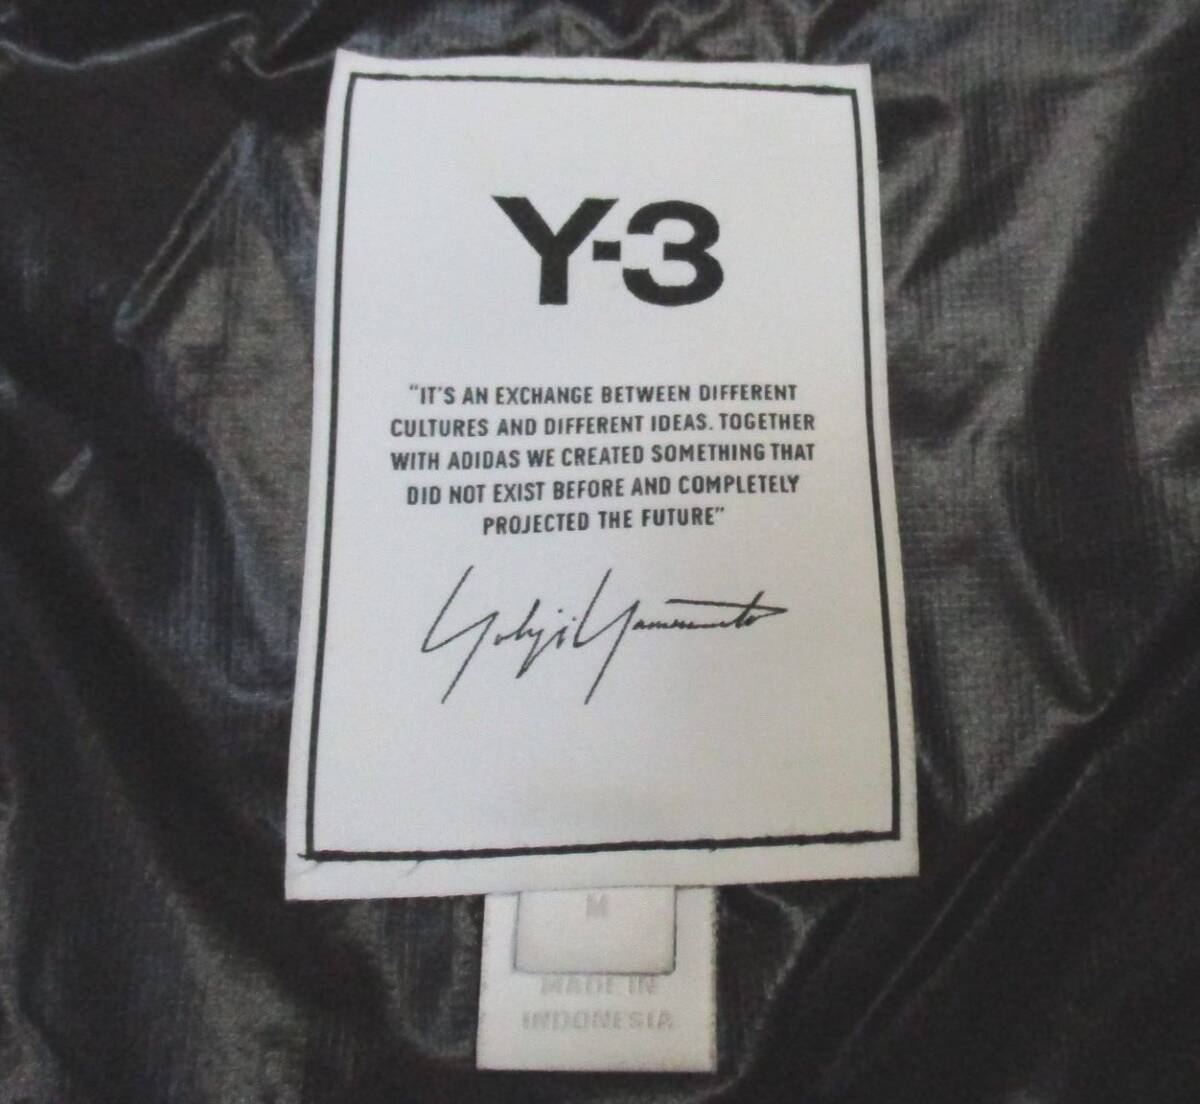 Y-3
“IT'S AN EXCHANGE BETWEEN DIFFERENT
CULTURES AND DIFFERENT IDEAS. TOGETHER
WITH ADIDAS WE CREATED SOMETHING THAT
DID NOT EXIST BEFORE AND COMPLETELY
PROJECTED THE FUTURE”
Yohji Yamamoto
M
MADE IN
INDONESIA